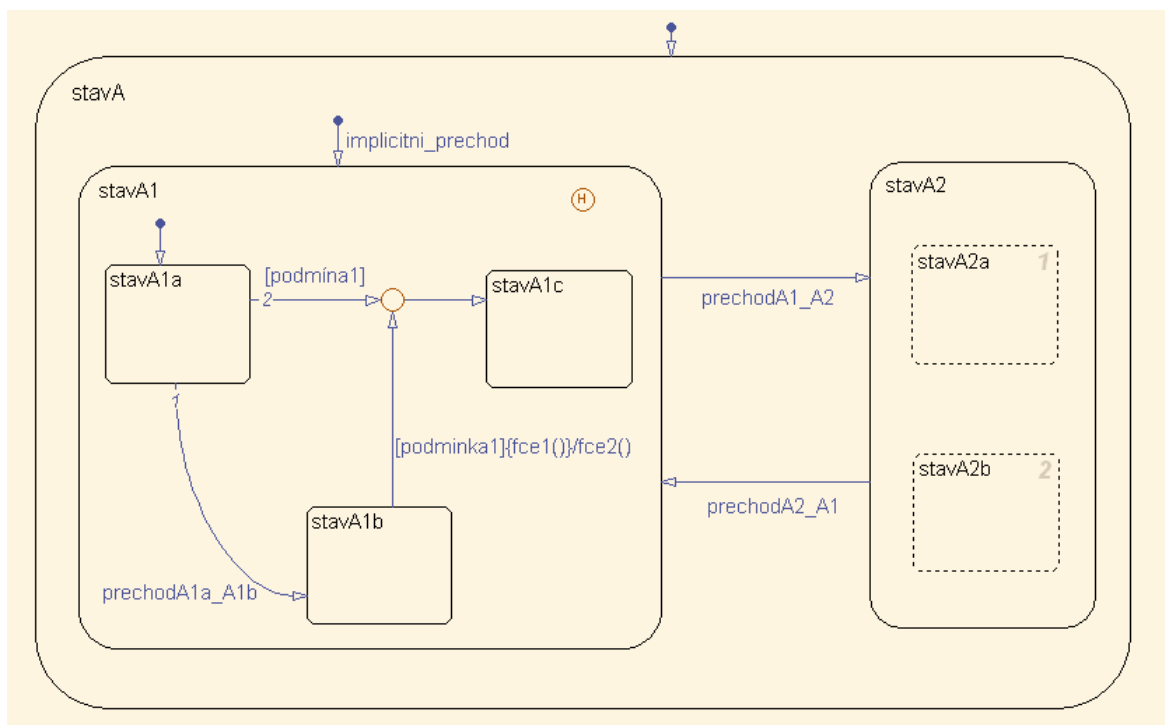 stavA
implicitni_prechod
stavA1
H
stavA2
stavA1a
[podmína1]
2
stavA1c
stavA2a
1
prechodA1_A2
1
[podminka1]{fce1()}/fce2()
stavA2b
2
prechodA2_A1
stavA1b
prechodA1a_A1b